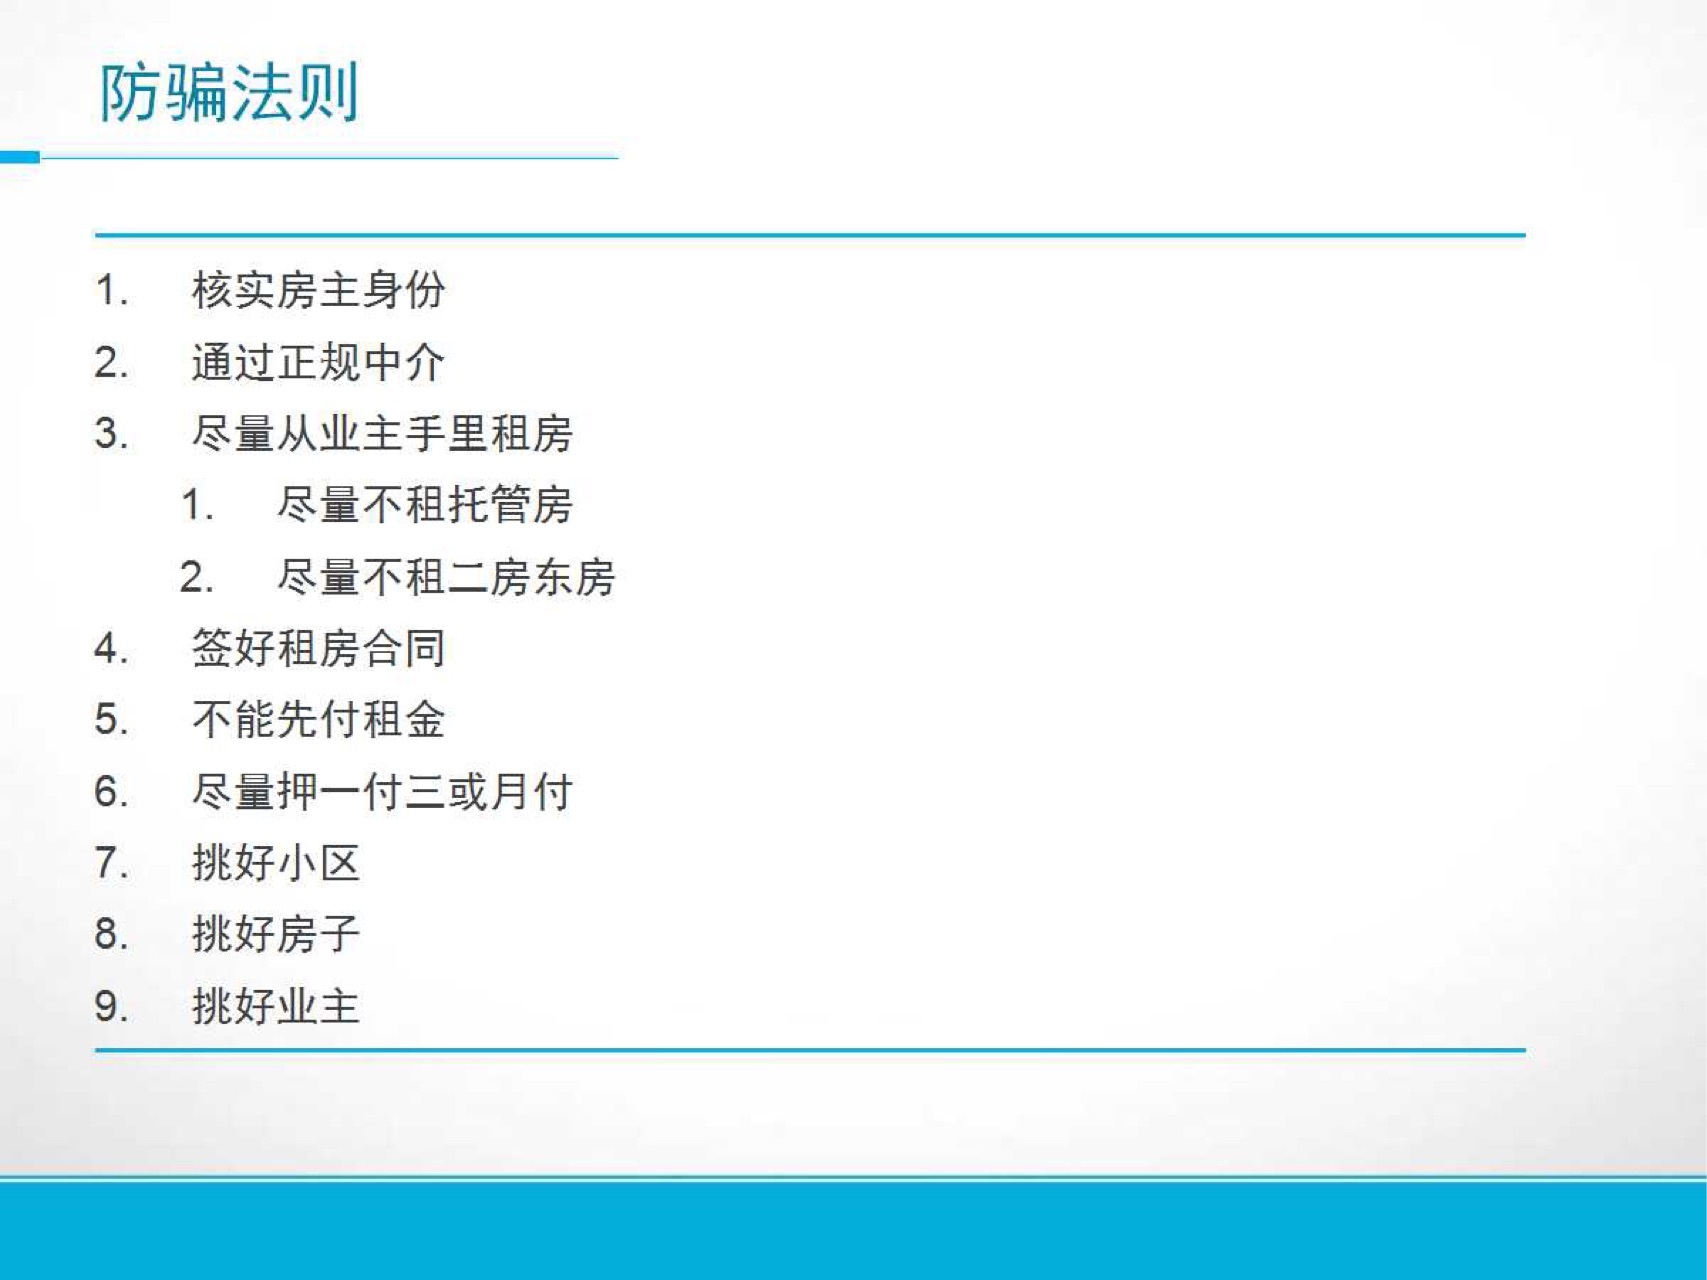 防骗法则
1. 核实房主身份
2. 通过正规中介
3. 尽量从业主手里租房
1. 尽量不租托管房
2. 尽量不租二房东房
4. 签好租房合同
5. 不能先付租金
6. 尽量押一付三或月付
7. 挑好小区
8. 挑好房子
9. 挑好业主